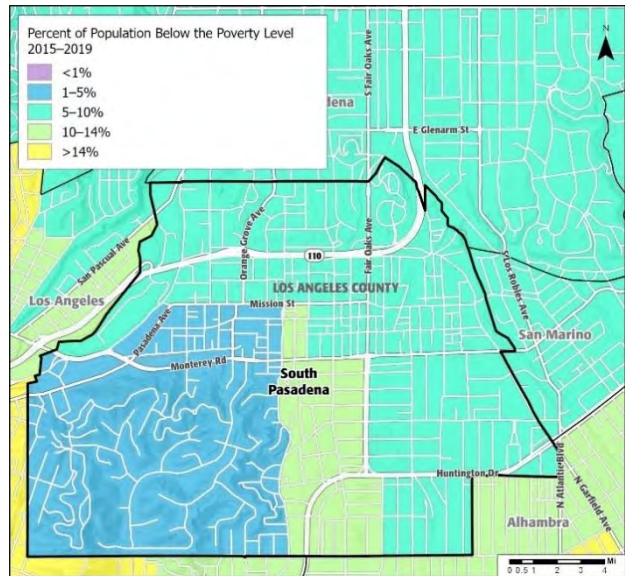 Percent of Population Below the Poverty Level
2015–2019
<1%
1–5%
5–10%
10–14%
>14%
dena
S Fair Oaks Ave
N
E Glenarm St
San Pascual Ave
Orange Grove Ave
110
Fair Oaks Ave
Los Angeles
LOS ANGELES COUNTY
S Los Robles Ave
Mission St
Pasadena Ave
San Marino
Monterey Rd
South
Pasadena
Huntington Dr
N Atlantic Blvd
N Garfield Ave
Alhambra
Mi
0 0.5 1 2 3 4